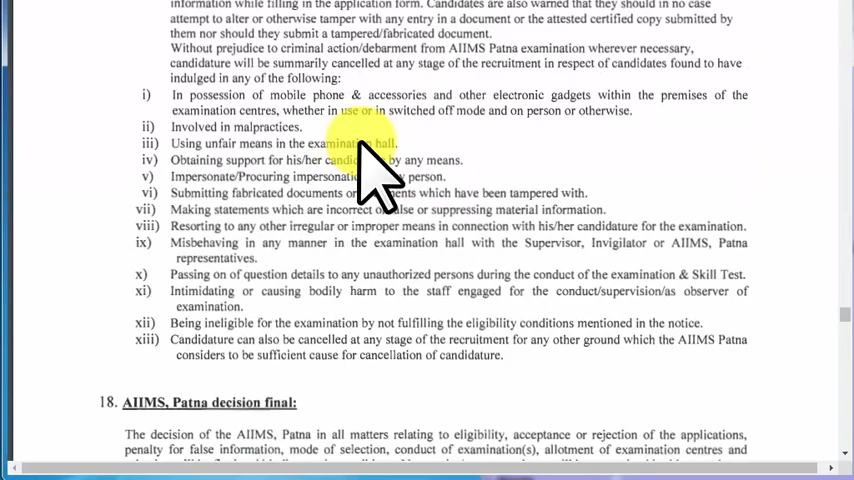 information while filling in the application form. Candidates are also warned that they should in no case
attempt to alter or otherwise tamper with any entry in a document or the attested certified copy submitted by
them nor should they submit a tampered/fabricated document.
Without prejudice to criminal action/debarment from AIIMS Patna examination wherever necessary,
candidature will be summarily cancelled at any stage of the recruitment in respect of candidates found to have
indulged in any of the following:
i) In possession of mobile phone & accessories and other electronic gadgets within the premises of the
examination centres, whether in use or in switched off mode and on person or otherwise.
ii) Involved in malpractices.
iii) Using unfair means in the examination hall.
iv) Obtaining support for his/her by any means.
v) Impersonate/Procuring impersonation person.
vi) Submitting fabricated documents or which have been tampered with.
vii) Making statements which are incorrect or false or suppressing material information.
viii) Resorting to any other irregular or improper means in connection with his/her candidature for the examination.
ix) Misbehaving in any manner in the examination hall with the Supervisor, Invigilator or AIIMS, Patna
representatives.
x) Passing on of question details to any unauthorized persons during the conduct of the examination & Skill Test.
xi) Intimidating or causing bodily harm to the staff engaged for the conduct/supervision/as observer of
examination.
xii) Being ineligible for the examination by not fulfilling the eligibility conditions mentioned in the notice.
xiii) Candidature can also be cancelled at any stage of the recruitment for any other ground which the AIIMS Patna
considers to be sufficient cause for cancellation of candidature.
18. AIIMS, Patna decision final:
The decision of the AIIMS, Patna in all matters relating to eligibility, acceptance or rejection of the applications,
penalty for false information, mode of selection, conduct of examination(s), allotment of examination centres and